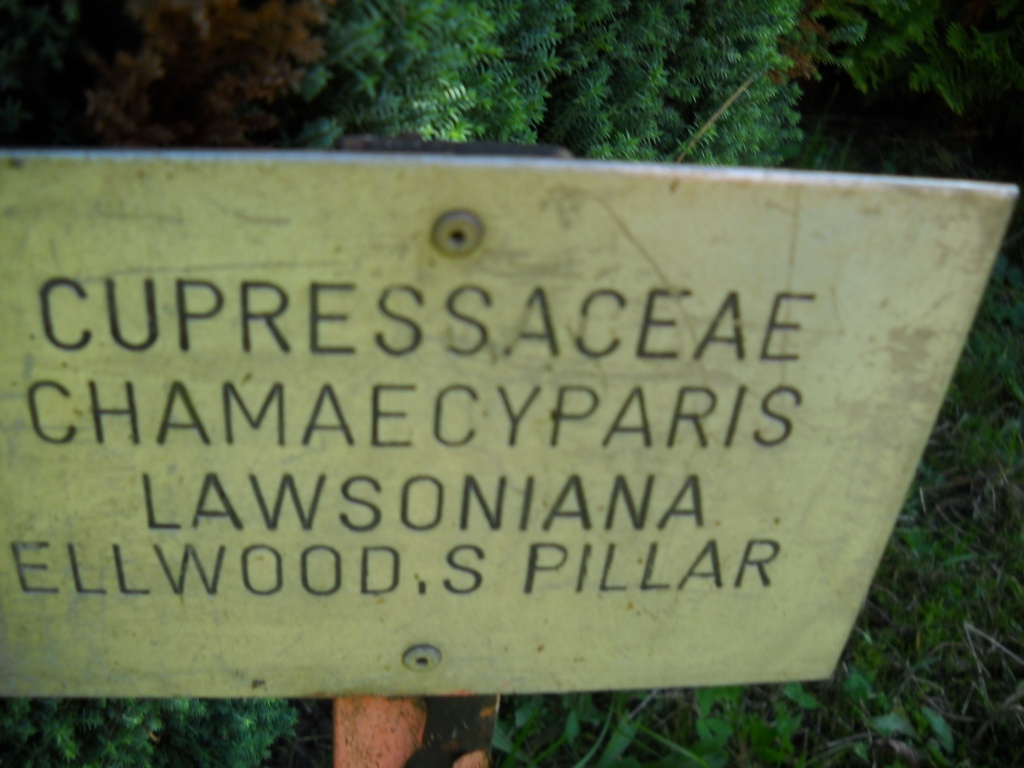 CUPRESSACEAE
CHAMAECYPARIS
LAWSONIANA
ELLWOOD.S PILLAR